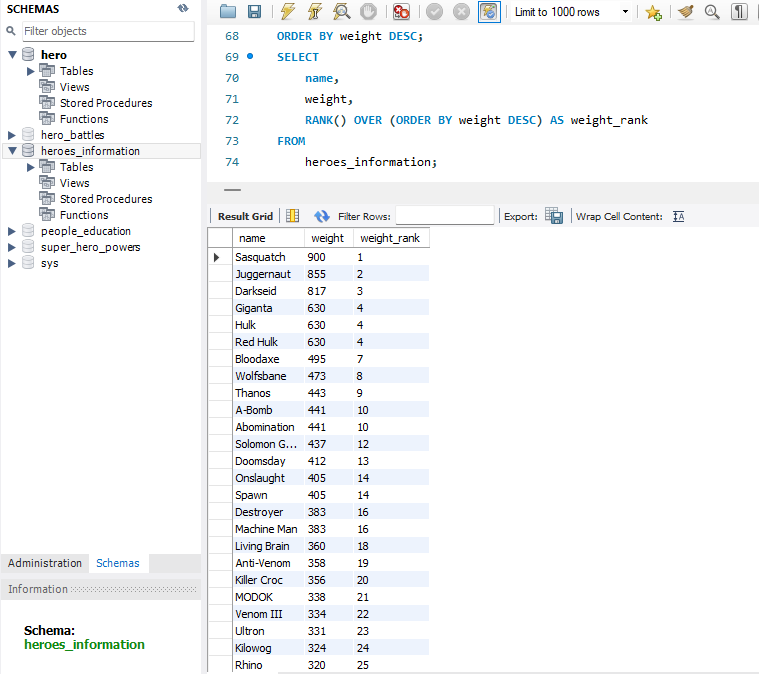 SCHEMAS
Filter objects
hero
Tables
Views
Stored Procedures
Functions
hero_battles
heroes_information
Tables
Views
Stored Procedures
Functions
people_education
super_hero_powers
sys
Administration Schemas
Information
Schema:
heroes_information
Limit to 1000 rows
68 ORDER BY weight DESC;
69 SELECT
70 name,
71 weight,
72 RANK() OVER (ORDER BY weight DESC) AS weight_rank
73 FROM
74 heroes_information;
Result Grid Filter Rows: Export: Wrap Cell Content: IA
name weight weight_rank
Sasquatch 900 1
Juggernaut 855 2
Darkseid 817 3
Giganta 630 4
Hulk 630 4
Red Hulk 630 4
Bloodaxe 495 7
Wolfsbane 473 8
Thanos 443 9
A-Bomb 441 10
Abomination 441 10
Solomon G... 437 12
Doomsday 412 13
Onslaught 405 14
Spawn 405 14
Destroyer 383 16
Machine Man 383 16
Living Brain 360 18
Anti-Venom 358 19
Killer Croc 356 20
MODOK 338 21
Venom III 334 22
Ultron 331 23
Kilowog 324 24
Rhino 320 25